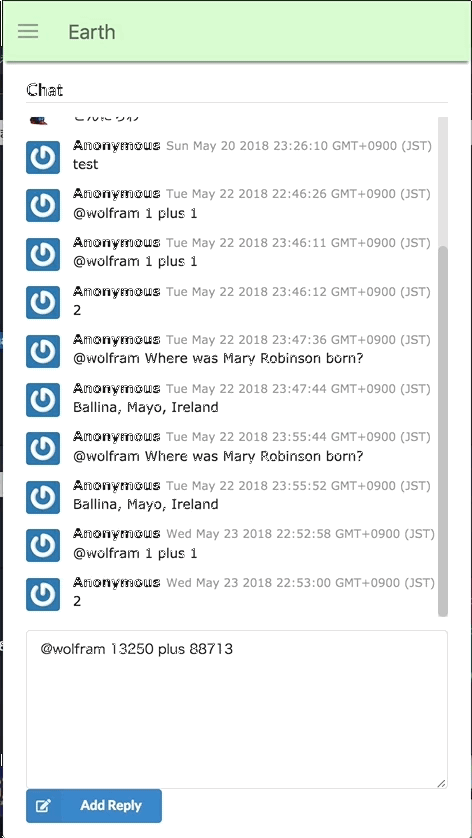 Earth
Chat
こんにちわ
Anonymous Sun May 20 2018 23:26:10 GMT+0900 (JST)
test
Anonymous Tue May 22 2018 22:46:26 GMT+0900 (JST)
@wolfram 1 plus 1
Anonymous Tue May 22 2018 23:46:11 GMT+0900 (JST)
@wolfram 1 plus 1
Anonymous Tue May 22 2018 23:46:12 GMT+0900 (JST)
2
Anonymous Tue May 22 2018 23:47:36 GMT+0900 (JST)
@wolfram Where was Mary Robinson born?
Anonymous Tue May 22 2018 23:47:44 GMT+0900 (JST)
Ballina, Mayo, Ireland
Anonymous Tue May 22 2018 23:55:44 GMT+0900 (JST)
@wolfram Where was Mary Robinson born?
Anonymous Tue May 22 2018 23:55:52 GMT+0900 (JST)
Ballina, Mayo, Ireland
Anonymous Wed May 23 2018 22:52:58 GMT+0900 (JST)
@wolfram 1 plus 1
Anonymous Wed May 23 2018 22:53:00 GMT+0900 (JST)
2
@wolfram 13250 plus 88713
Add Reply